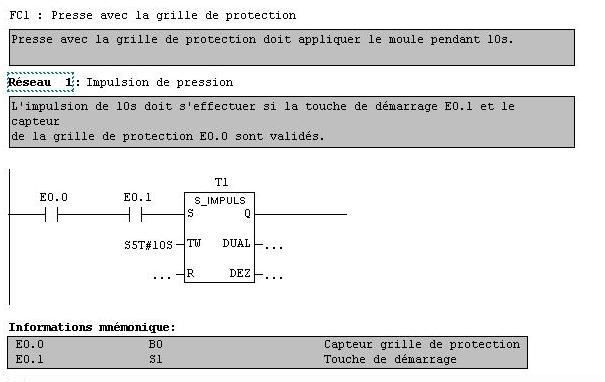 FC1 : Presse avec la grille de protection
Presse avec la grille de protection doit appliquer le moule pendant 10s.
Réseau 1: Impulsion de pression
L'impulsion de 10s doit s'effectuer si la touche de démarrage E0.1 et le
capteur
de la grille de protection E0.0 sont validés.
T1
E0.0 E0.1 S_IMPULS
S Q
S5T#10S TW DUAL ...
... R DEZ ...
Informations mnémonique:
E0.0 B0 Capteur grille de protection
E0.1 S1 Touche de démarrage